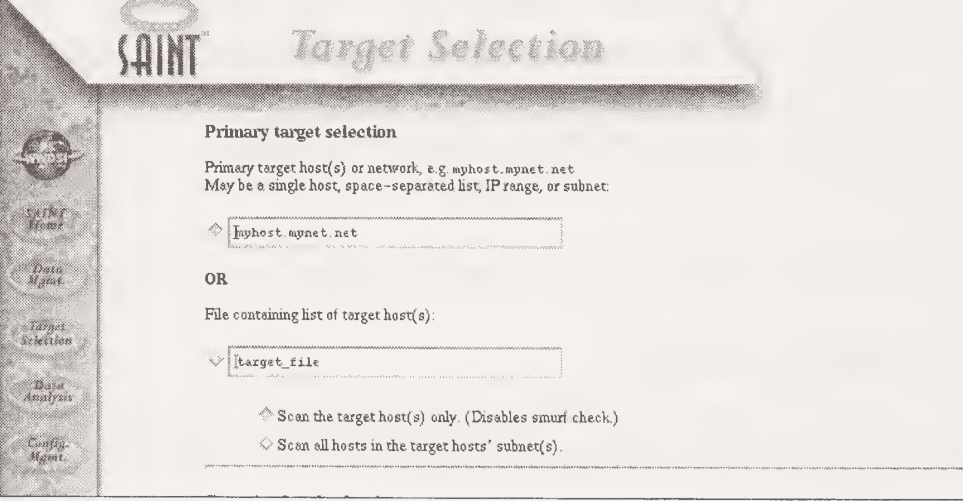 SAINT™
Target Selection
WWDSI
SAINT
Home
Data
Mgmt.
Target
Selection
Data
Analysis
Config.
Mgmt.
Primary target selection
Primary target host(s) or network, e.g. myhost.mynet.net
May be a single host, space-separated list, IP range, or subnet:
myhost.mynet.net
OR
File containing list of target host(s):
target_file
Scan the target host(s) only. (Disables smurf check.)
Scan all hosts in the target hosts' subnet(s).